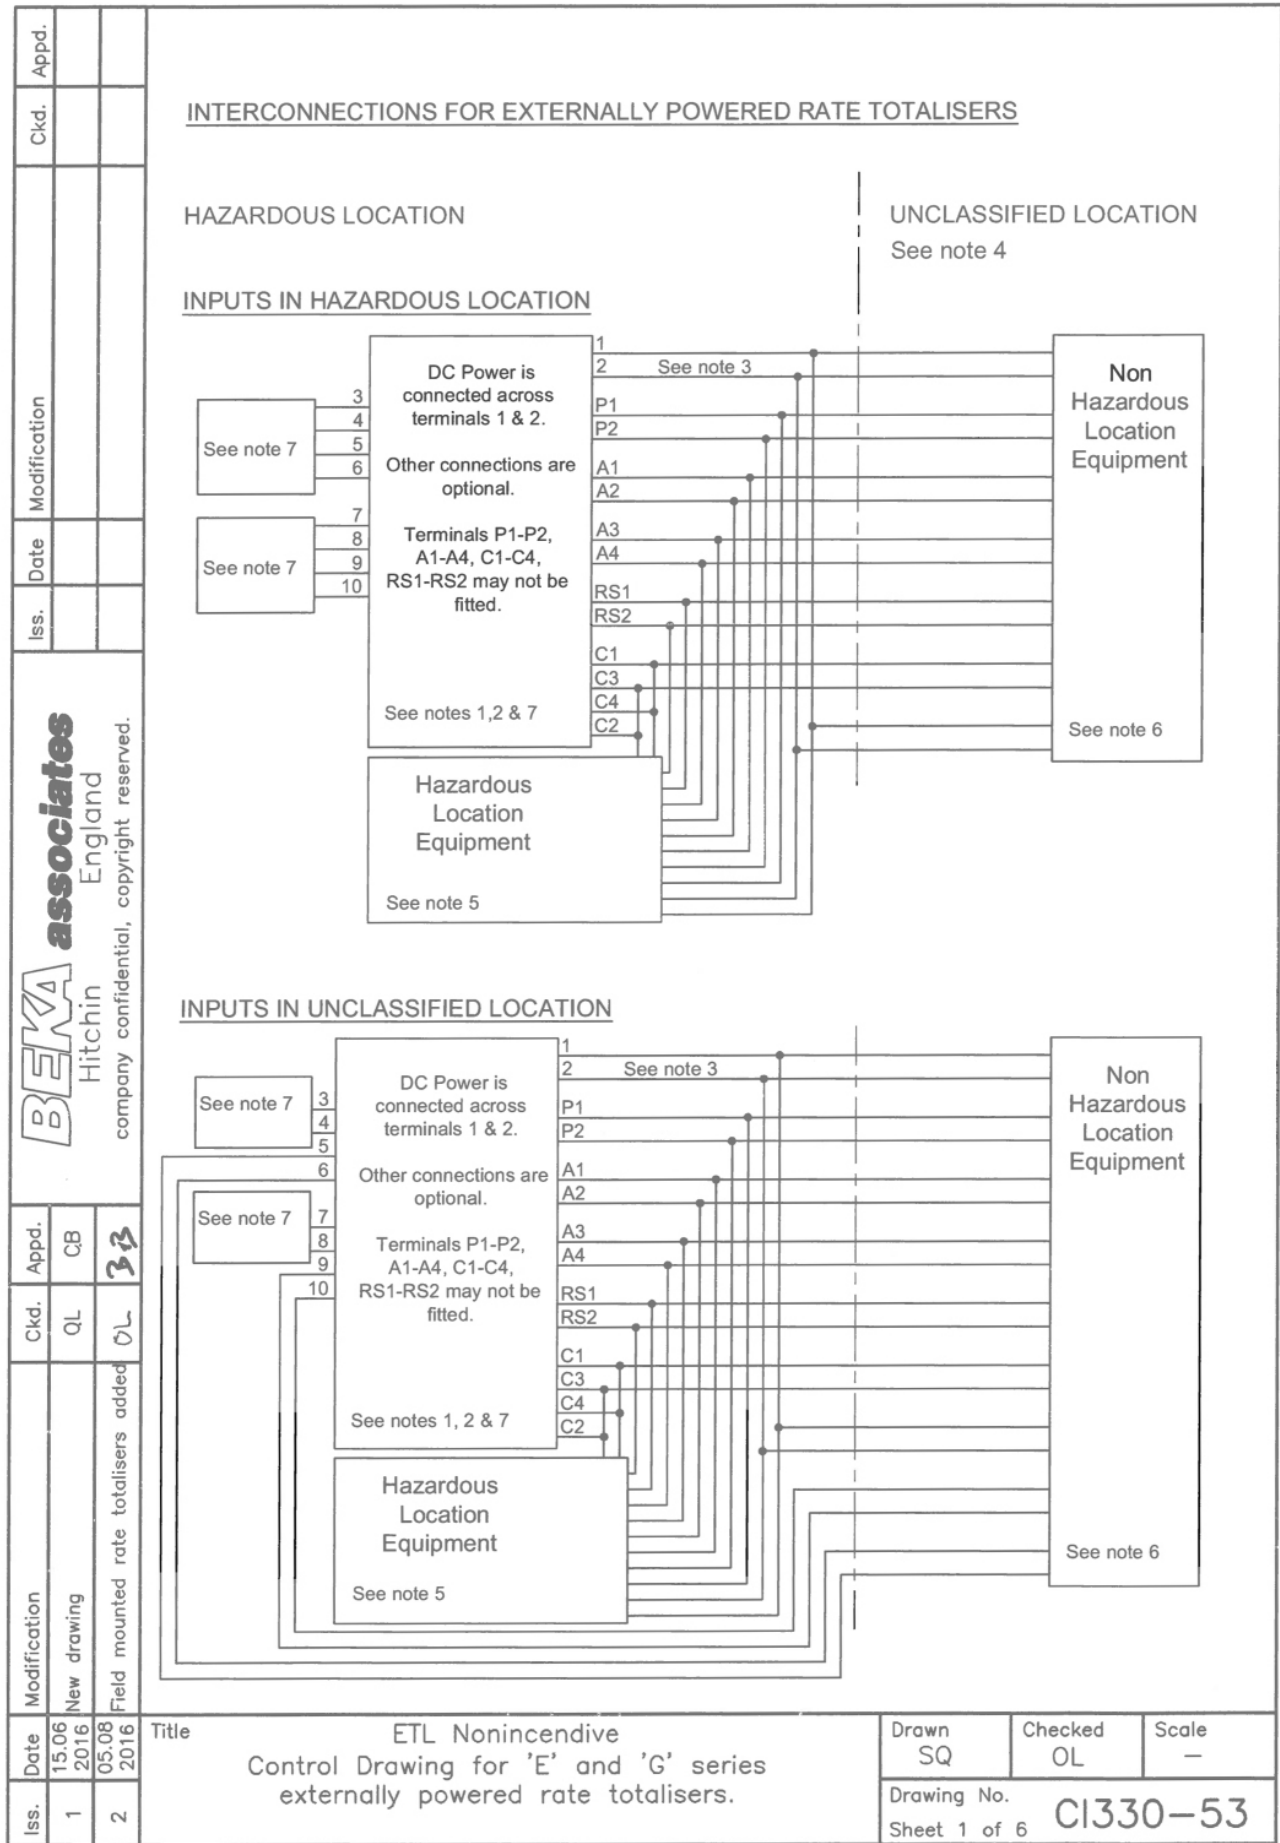 INTERCONNECTIONS FOR EXTERNALLY POWERED RATE TOTALISERS
HAZARDOUS LOCATION
UNCLASSIFIED LOCATION
See note 4
INPUTS IN HAZARDOUS LOCATION
See note 7
3
4
5
6
See note 7
7
8
9
10
DC Power is
connected across
terminals 1 & 2.
Other connections are
optional.
Terminals P1-P2,
A1-A4, C1-C4,
RS1-RS2 may not be
fitted.
See notes 1,2 & 7
1
2
See note 3
P1
P2
A1
A2
A3
A4
RS1
RS2
C1
C3
C4
C2
Non
Hazardous
Location
Equipment
See note 6
Hazardous
Location
Equipment
See note 5
INPUTS IN UNCLASSIFIED LOCATION
See note 7
3
4
5
6
See note 7
7
8
9
10
DC Power is
connected across
terminals 1 & 2.
Other connections are
optional.
Terminals P1-P2,
A1-A4, C1-C4,
RS1-RS2 may not be
fitted.
See notes 1, 2 & 7
1
2
See note 3
P1
P2
A1
A2
A3
A4
RS1
RS2
C1
C3
C4
C2
Non
Hazardous
Location
Equipment
See note 6
Hazardous
Location
Equipment
See note 5
Iss. Date Modification Ckd. Appd.
BEKA associates
Hitchin England
company confidential, copyright reserved.
Iss. Date Modification Ckd. Appd.
1 15.06 2016 New drawing QL CB
2 05.08 2016 Field mounted rate totalisers added OL
Title
ETL Nonincendive
Control Drawing for 'E' and 'G' series
externally powered rate totalisers.
Drawn
SQ
Checked
OL
Scale
—
Drawing No.
CI330-53
Sheet 1 of 6